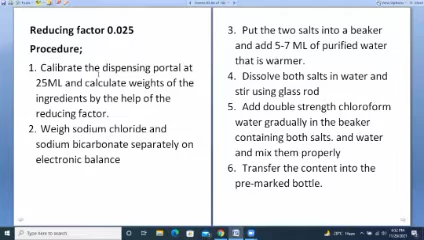 Reducing factor 0.025
Procedure;
1. Calibrate the dispensing portal at
25ML and calculate weights of the
ingredients by the help of the
reducing factor.
2. Weigh sodium chloride and
sodium bicarbonate separately on
electronic balance
3. Put the two salts into a beaker
and add 5-7 ML of purified water
that is warmer.
4. Dissolve both salts in water and
stir using glass rod
5. Add double strength chloroform
water gradually in the beaker
containing both salts. and water
and mix them properly
6. Transfer the content into the
pre-marked bottle.
Type here to search